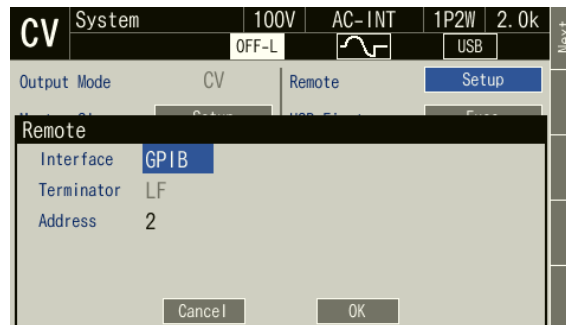 CV System 100V AC-INT 1P2W 2.0k
OFF-L USB
Next
Output Mode CV Remote Setup
Remote
Interface GPIB
Terminator LF
Address 2
Cancel OK